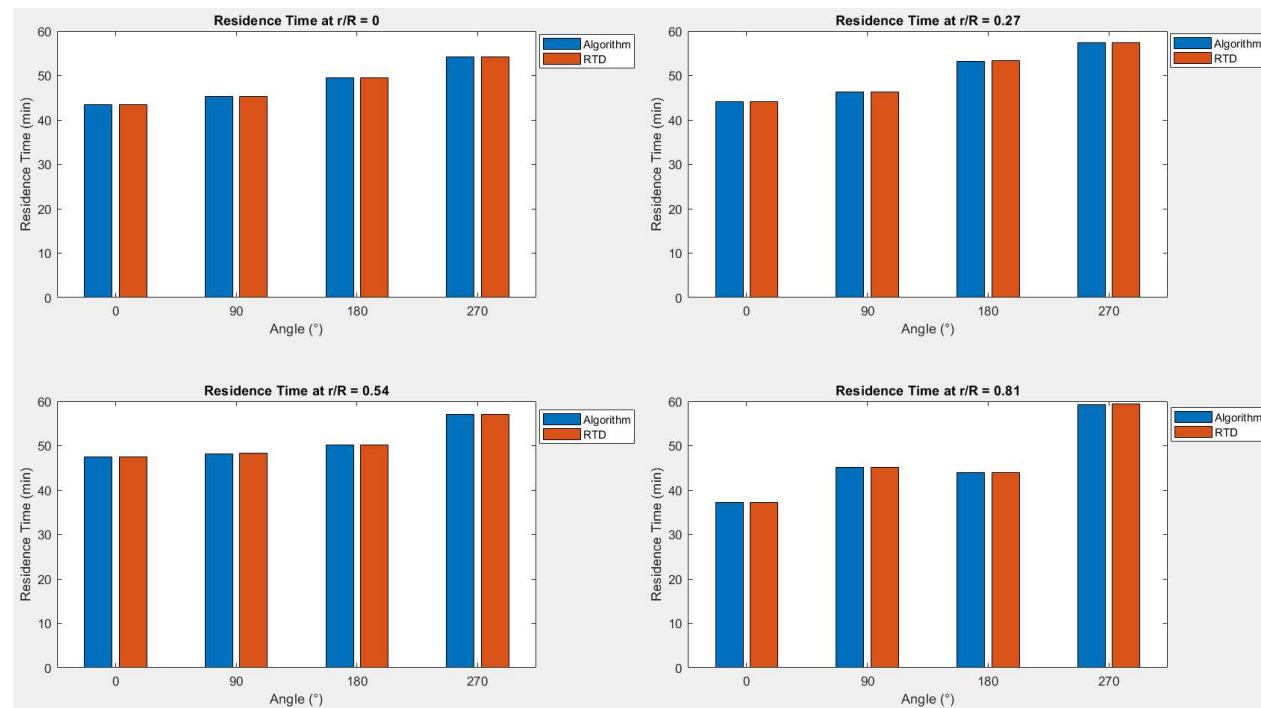 Residence Time at r/R = 0
60
50
40
30
20
10
0
Residence Time (min)
0 90 180 270
Angle (°)
Algorithm
RTD
Residence Time at r/R = 0.27
60
50
40
30
20
10
0
Residence Time (min)
0 90 180 270
Angle (°)
Algorithm
RTD
Residence Time at r/R = 0.54
60
50
40
30
20
10
0
Residence Time (min)
0 90 180 270
Angle (°)
Algorithm
RTD
Residence Time at r/R = 0.81
60
50
40
30
20
10
0
Residence Time (min)
0 90 180 270
Angle (°)
Algorithm
RTD